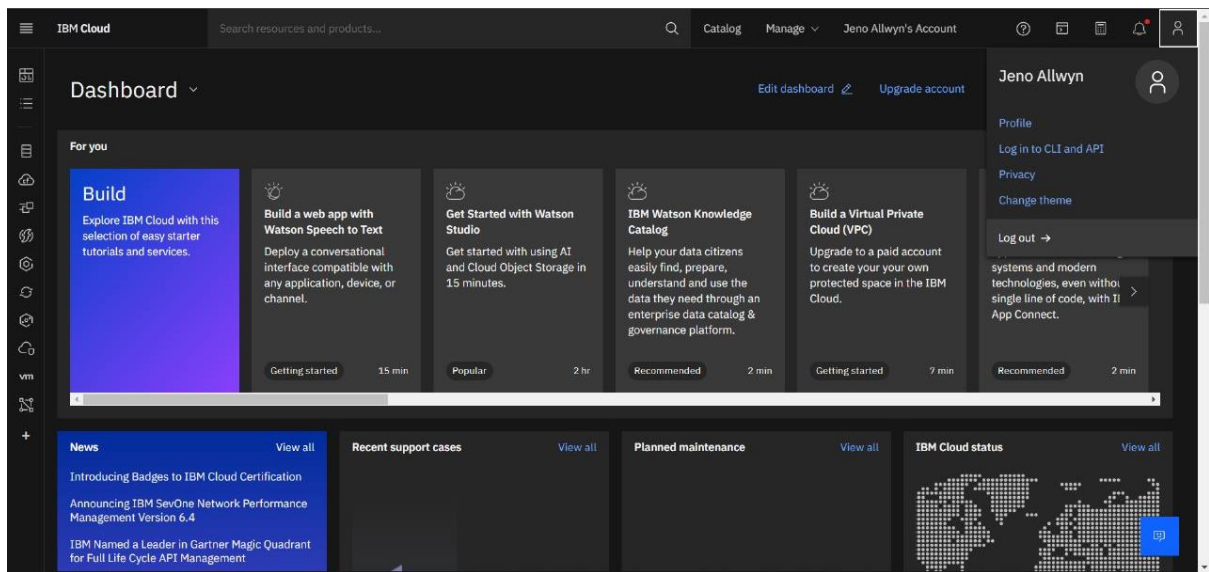 IBM Cloud
Search resources and products...
Catalog
Manage
Jeno Allwyn's Account
Dashboard
Edit dashboard
Upgrade account
Jeno Allwyn
Profile
Log in to CLI and API
Privacy
Change theme
Log out →
For you
Build
Explore IBM Cloud with this
selection of easy starter
tutorials and services.
Build a web app with
Watson Speech to Text
Deploy a conversational
interface compatible with
any application, device, or
channel.
Getting started
15 min
Get Started with Watson
Studio
Get started with using AI
and Cloud Object Storage in
15 minutes.
Popular
2 hr
IBM Watson Knowledge
Catalog
Help your data citizens
easily find, prepare,
understand and use the
data they need through an
enterprise data catalog &
governance platform.
Recommended
2 min
Build a Virtual Private
Cloud (VPC)
Upgrade to a paid account
to create your your own
protected space in the IBM
Cloud.
Getting started
7 min
systems and modern
technologies, even
single line of code, with
App Connect.
Recommended
2 min
vm
News
View all
Introducing Badges to IBM Cloud Certification
Announcing IBM SevOne Network Performance
Management Version 6.4
IBM Named a Leader in Gartner Magic Quadrant
for Full Life Cycle API Management
Recent support cases
View all
Planned maintenance
View all
IBM Cloud status
View all